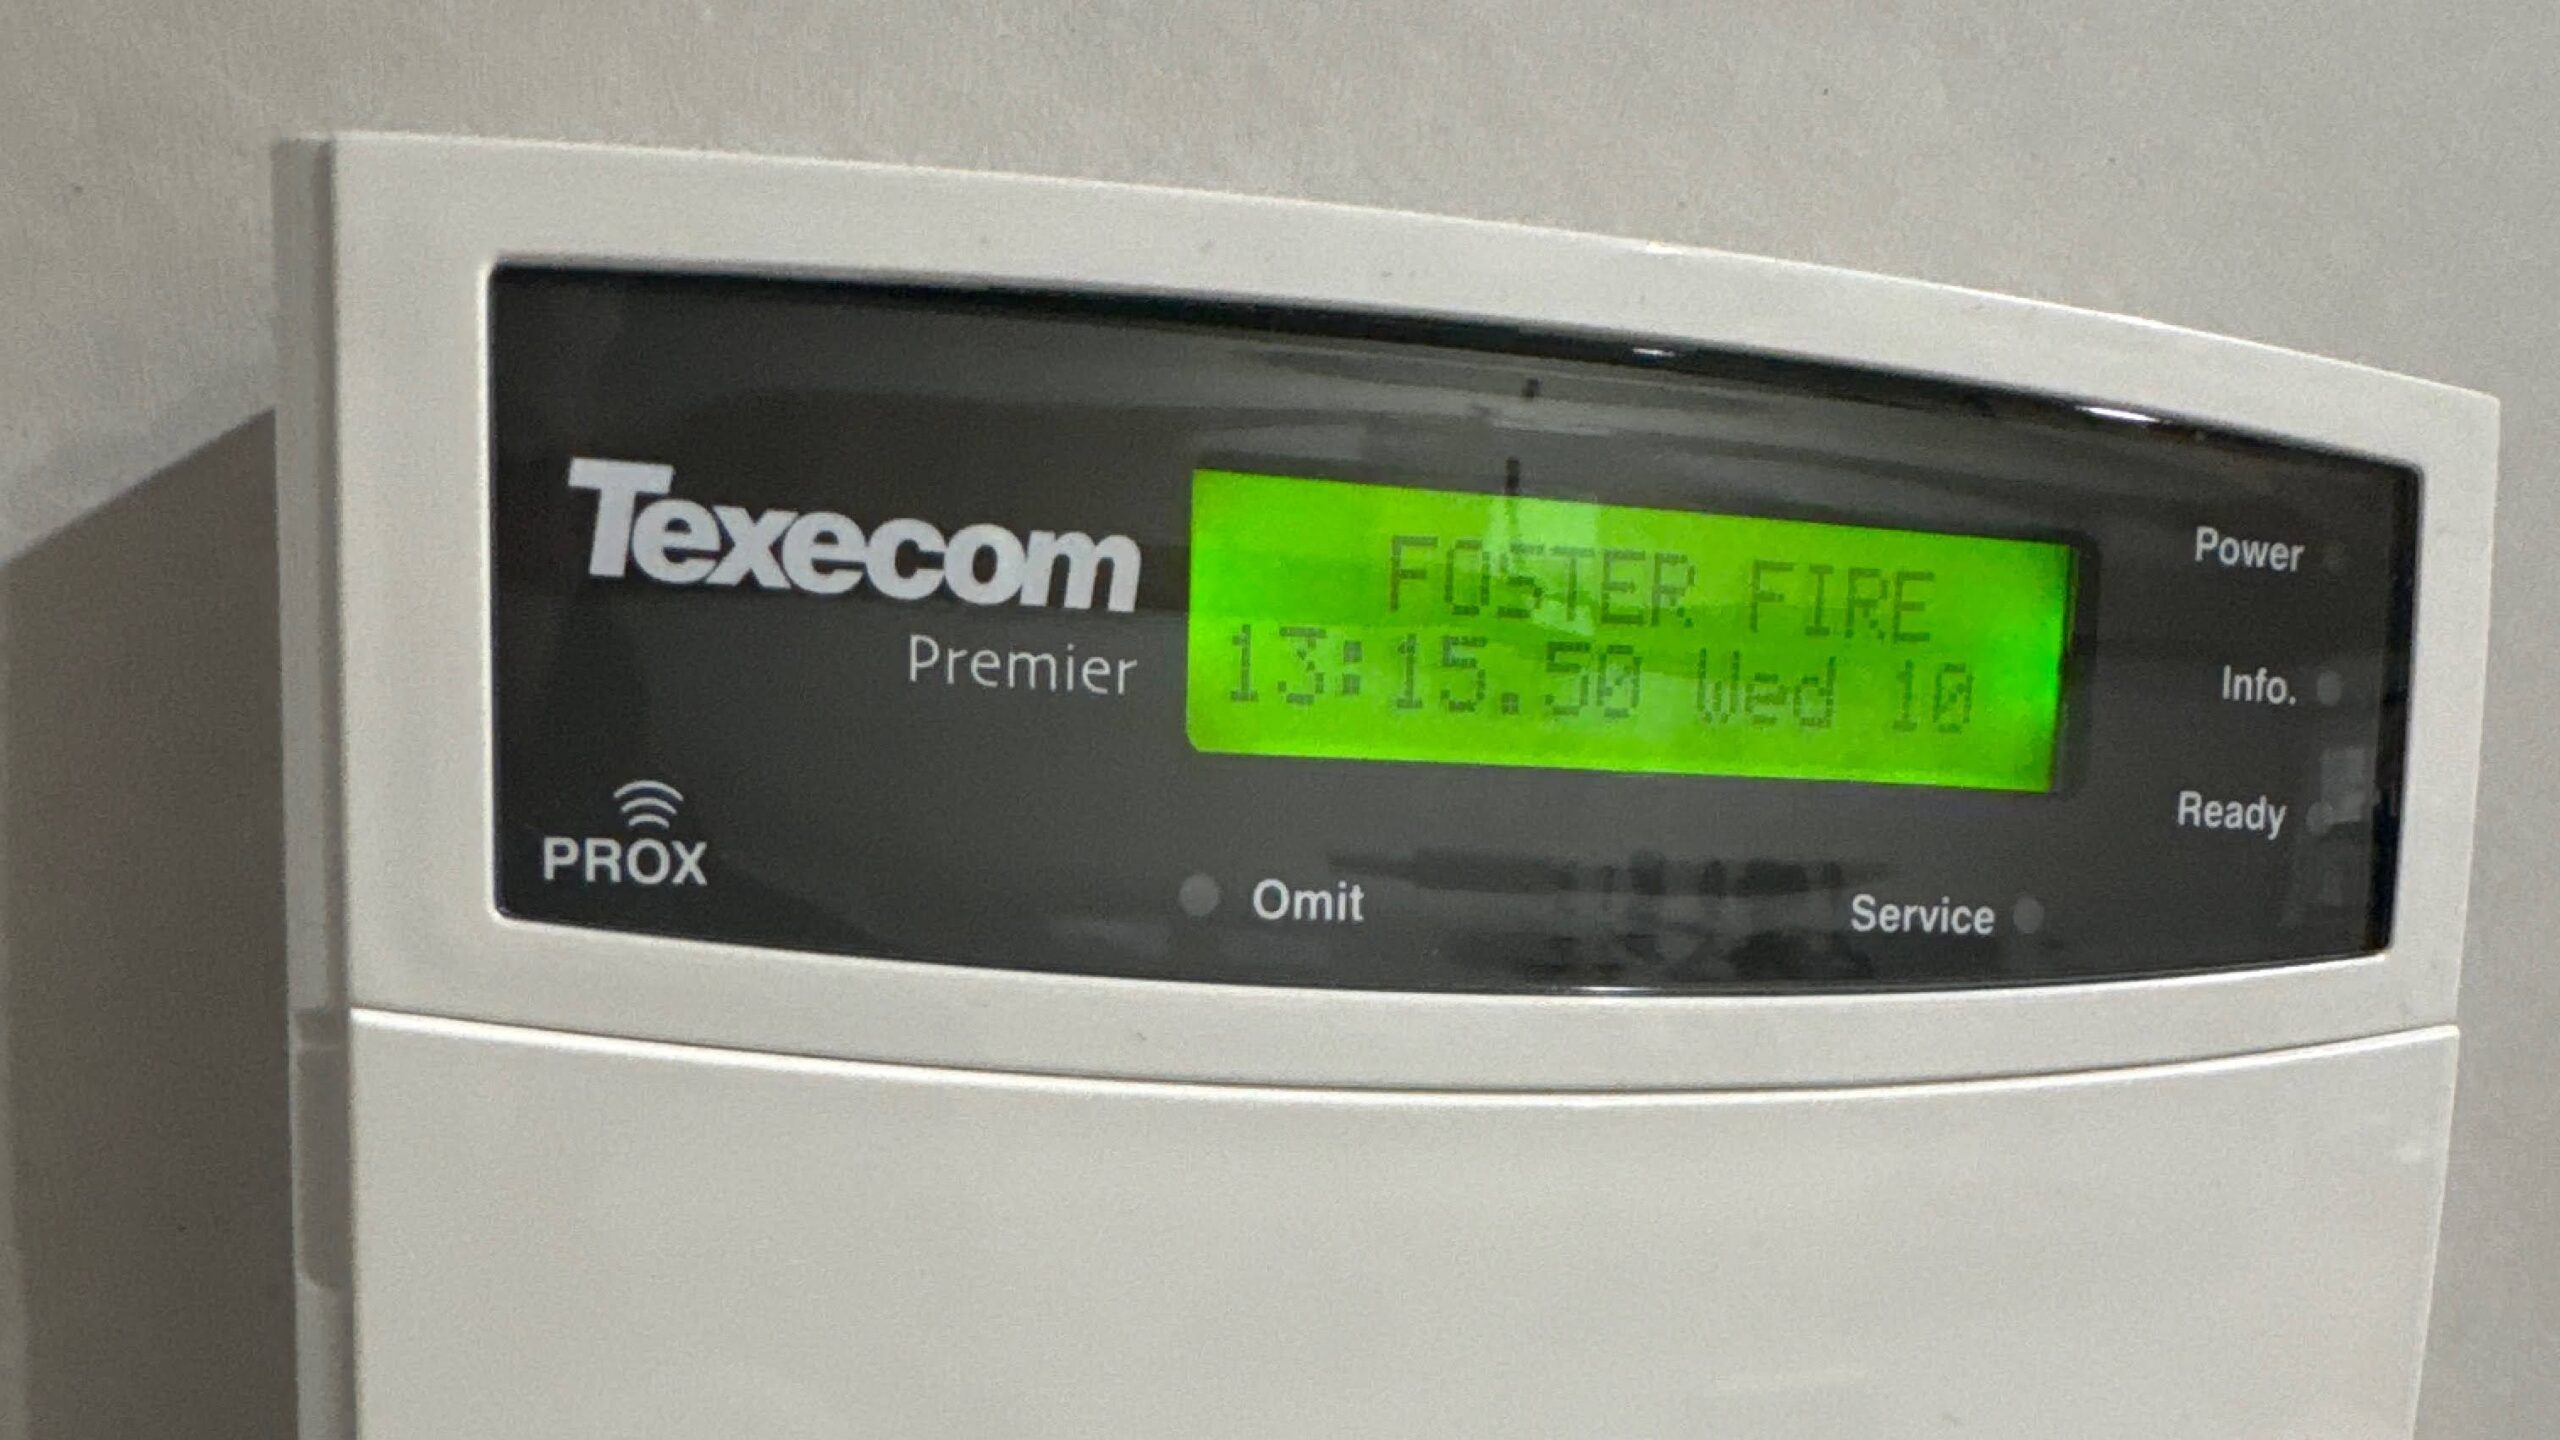 Texecom
Premier
PROX
FOSTER FIRE
13:15.50 Wed 10
Power
Info.
Ready
Omit
Service